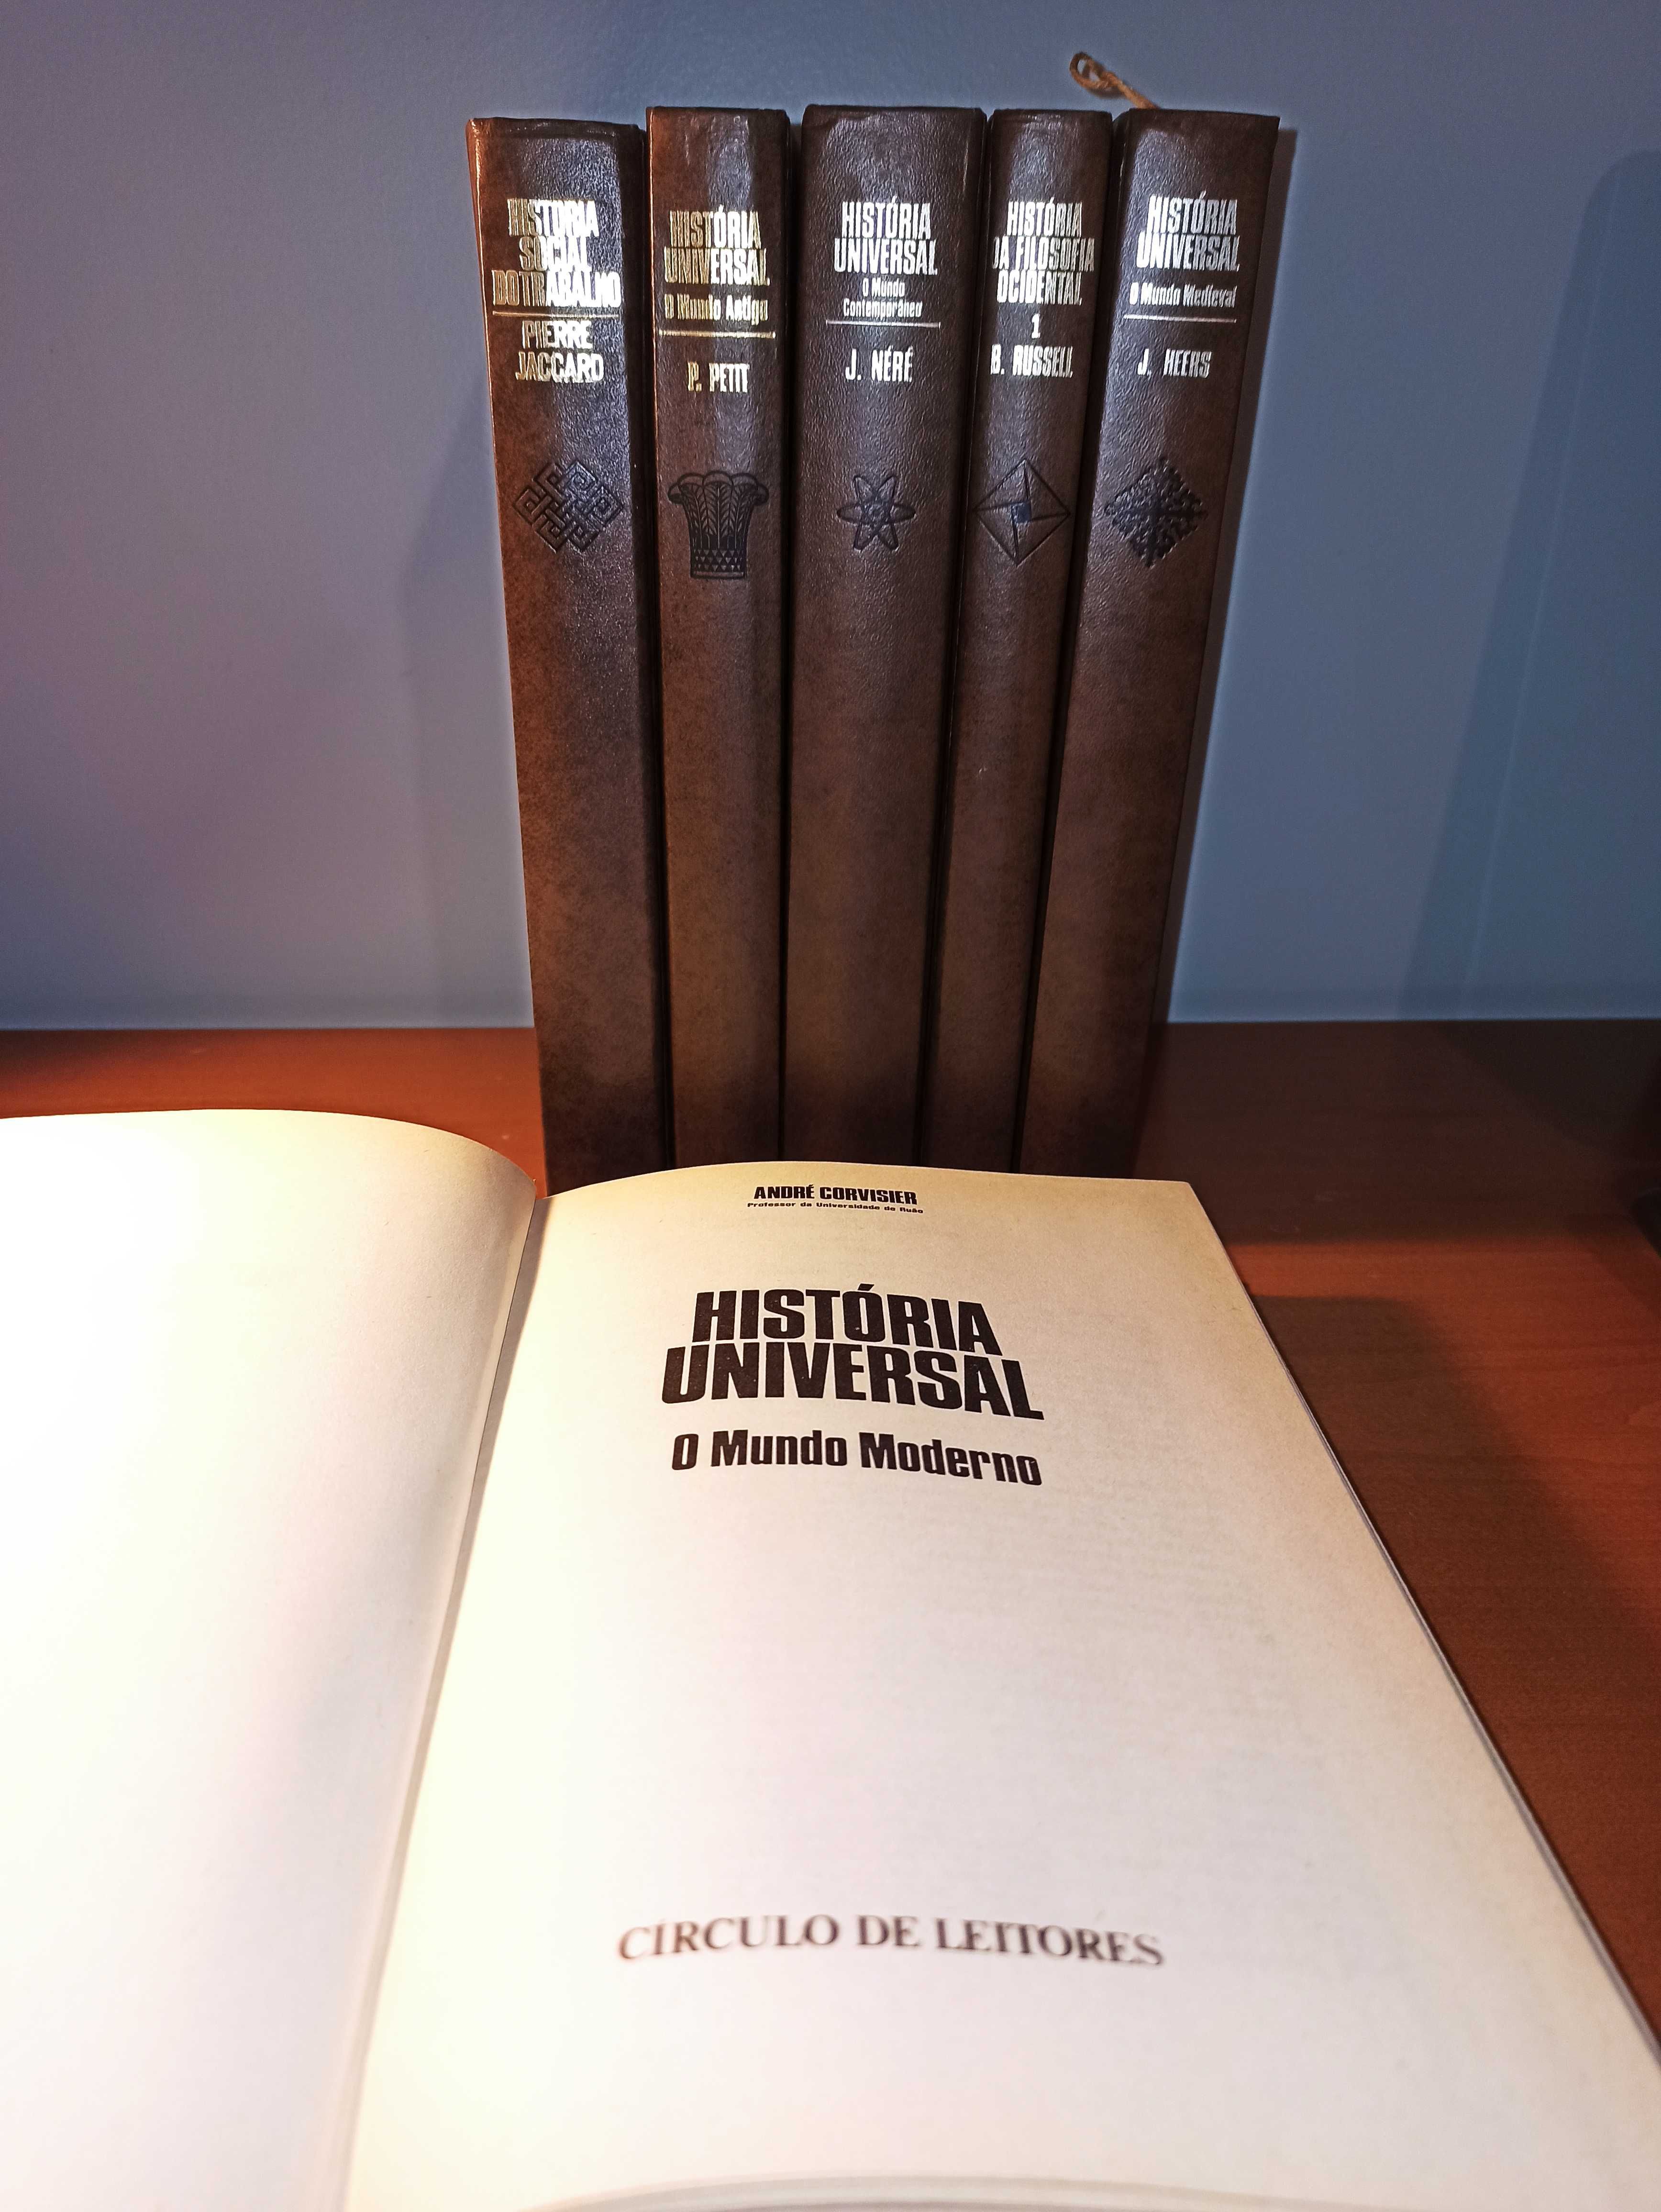 HISTÓRIA
SOCIAL
DO TRABALHO
PIERRE
JACCARD
HISTÓRIA
UNIVERSAL
O Mundo Antigo
P. PETIT
HISTÓRIA
UNIVERSAL
O Mundo
Contemporâneo
J. NÉRÉ
HISTÓRIA
DA FILOSOFIA
OCIDENTAL
1
B. RUSSELL
HISTÓRIA
UNIVERSAL
O Mundo Medieval
J. HEERS
ANDRÉ CORVISIER
Professor da Universidade de Ruão
HISTÓRIA
UNIVERSAL
O Mundo Moderno
CÍRCULO DE LEITORES